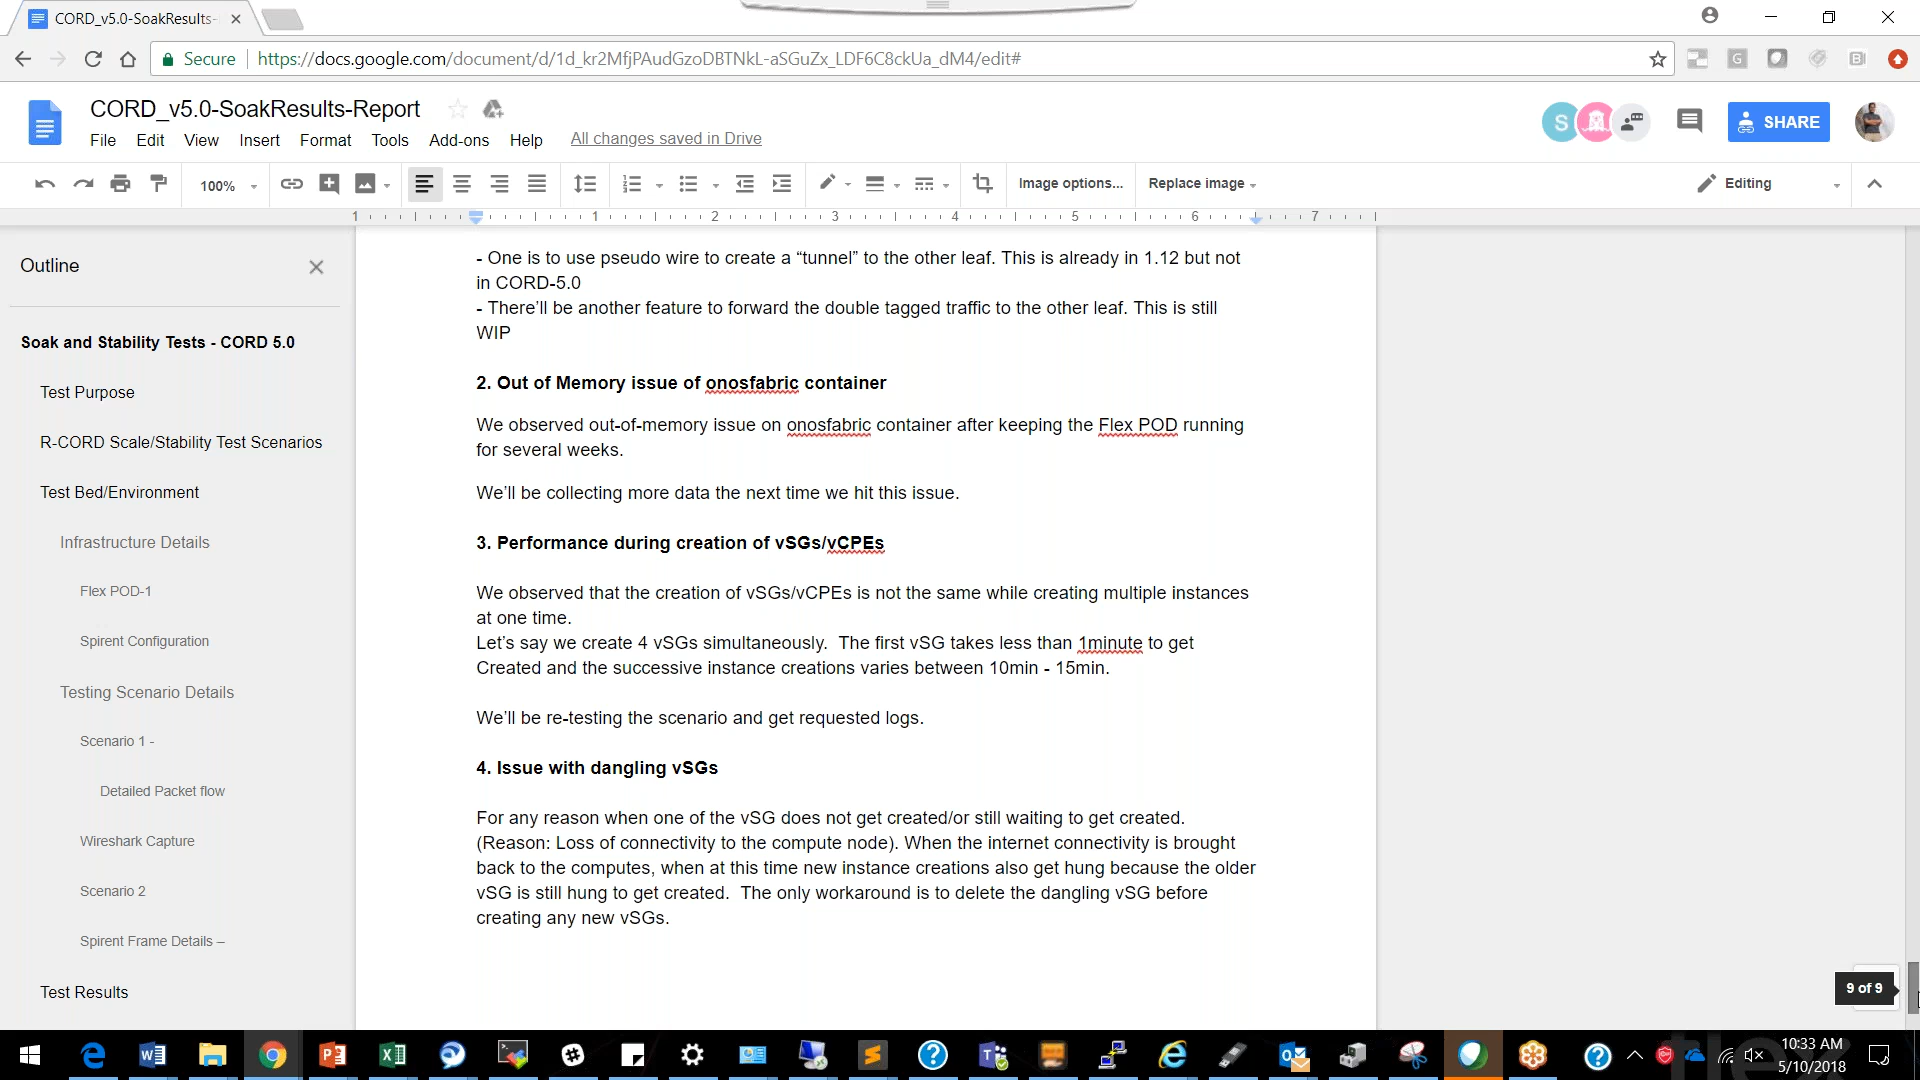 CORD_v5.0-SoakResults-
Secure
https://docs.google.com/document/d/1d_kr2MfjPAudGzoDBTNkL-aSGuZx_LDF6C8ckUa_dM4/edit#
CORD_v5.0-SoakResults-Report
File Edit View Insert Format Tools Add-ons Help All changes saved in Drive
S
SHARE
100% Image options... Replace image Editing
1 1 2 3 4 5 6 7
Outline
Soak and Stability Tests - CORD 5.0
Test Purpose
R-CORD Scale/Stability Test Scenarios
Test Bed/Environment
Infrastructure Details
Flex POD-1
Spirent Configuration
Testing Scenario Details
Scenario 1 -
Detailed Packet flow
Wireshark Capture
Scenario 2
Spirent Frame Details –
Test Results
- One is to use pseudo wire to create a “tunnel” to the other leaf. This is already in 1.12 but not
in CORD-5.0
- There’ll be another feature to forward the double tagged traffic to the other leaf. This is still
WIP
2. Out of Memory issue of onosfabric container
We observed out-of-memory issue on onosfabric container after keeping the Flex POD running
for several weeks.
We’ll be collecting more data the next time we hit this issue.
3. Performance during creation of vSGs/vCPEs
We observed that the creation of vSGs/vCPEs is not the same while creating multiple instances
at one time.
Let’s say we create 4 vSGs simultaneously.  The first vSG takes less than 1minute to get
Created and the successive instance creations varies between 10min - 15min.
We’ll be re-testing the scenario and get requested logs.
4. Issue with dangling vSGs
For any reason when one of the vSG does not get created/or still waiting to get created.
(Reason: Loss of connectivity to the compute node). When the internet connectivity is brought
back to the computes, when at this time new instance creations also get hung because the older
vSG is still hung to get created.  The only workaround is to delete the dangling vSG before
creating any new vSGs.
9 of 9
10:33 AM
5/10/2018